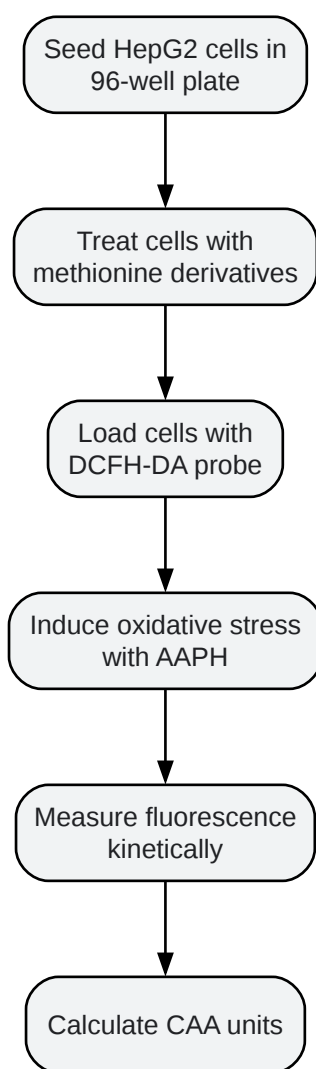 Seed HepG2 cells in
96-well plate
Treat cells with
methionine derivatives
Load cells with
DCFH-DA probe
Induce oxidative stress
with AAPH
Measure fluorescence
kinetically
Calculate CAA units